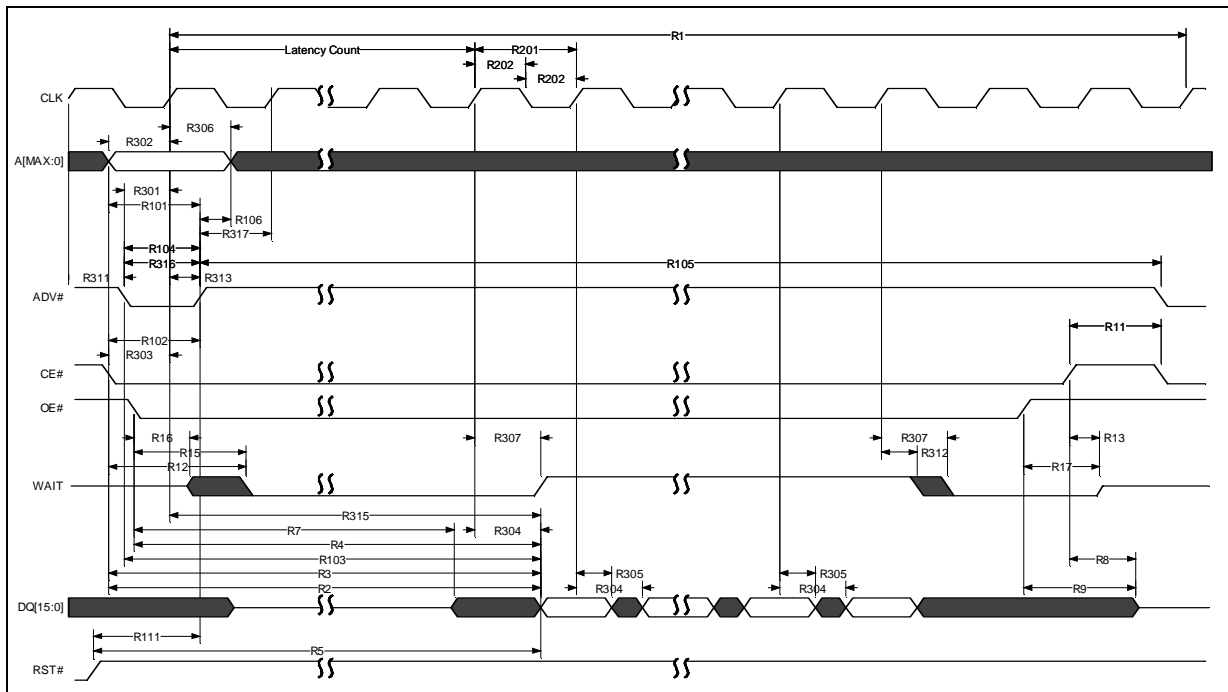 R1
Latency Count
R201
R202
R202
CLK
R306
R302
A[MAX:0]
R301
R101
R106
R317
R104
R316
R105
R311
R313
ADV#
R11
R102
R303
CE#
OE#
R16
R307
R307
R13
R15
R312
R12
R17
WAIT
R315
R7
R304
R4
R103
R8
R3
R305
R305
R2
R304
R304
R9
DQ[15:0]
R111
R5
RST#